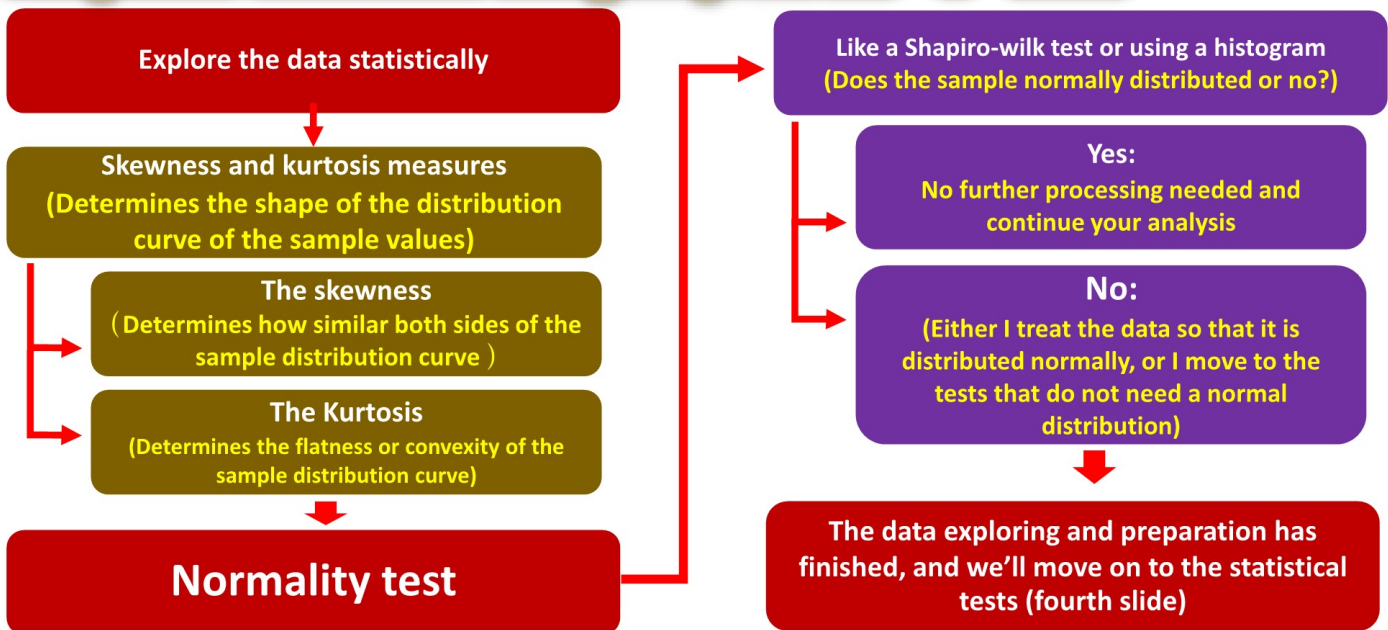 Explore the data statistically
Skewness and kurtosis measures
(Determines the shape of the distribution
curve of the sample values)
The skewness
(Determines how similar both sides of the
sample distribution curve )
The Kurtosis
(Determines the flatness or convexity of the
sample distribution curve)
Normality test
Like a Shapiro-wilk test or using a histogram
(Does the sample normally distributed or no?)
Yes:
No further processing needed and
continue your analysis
No:
(Either I treat the data so that it is
distributed normally, or I move to the
tests that do not need a normal
distribution)
The data exploring and preparation has
finished, and we’ll move on to the statistical
tests (fourth slide)